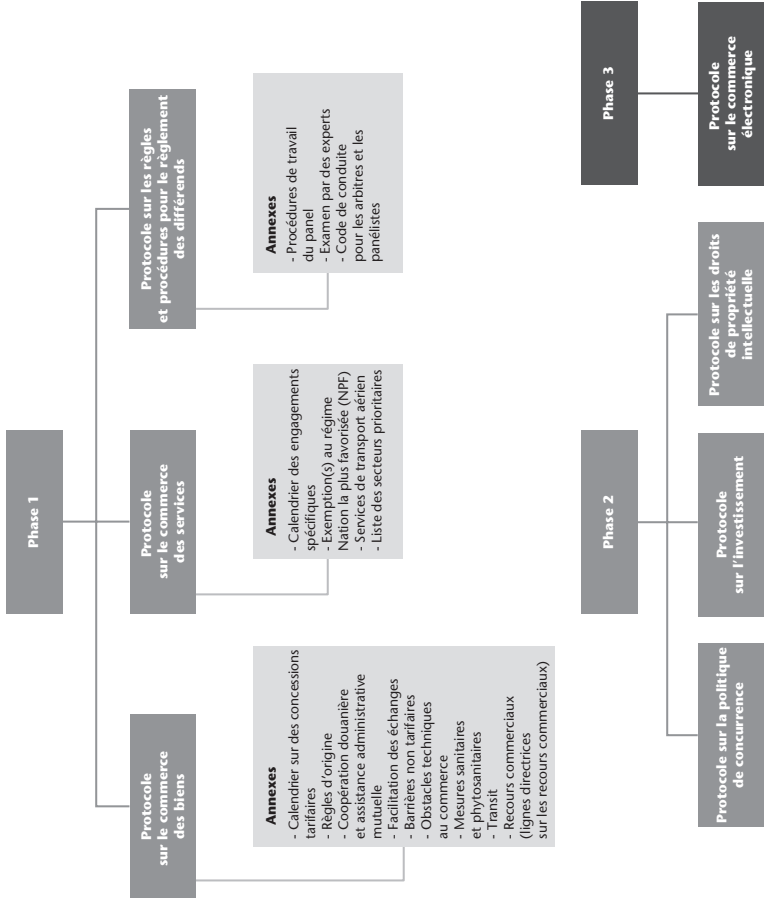 Phase 1
Protocole
sur le commerce
des biens
Annexes
- Calendrier sur des concessions
tarifaires
- Règles d’origine
- Coopération douanière
et assistance administrative
mutuelle
- Facilitation des échanges
- Barrières non tarifaires
- Obstacles techniques
au commerce
- Mesures sanitaires
et phytosanitaires
- Transit
- Recours commerciaux
(lignes directrices
sur les recours commerciaux)
Protocole
sur le commerce
des services
Annexes
- Calendrier des engagements
spécifiques
- Exemption(s) au régime
Nation la plus favorisée (NPF)
- Services de transport aérien
- Liste des secteurs prioritaires
Protocole sur les règles
et procédures pour le règlement
des différends
Annexes
- Procédures de travail
du panel
- Examen par des experts
- Code de conduite
pour les arbitres et les
panélistes
Phase 2
Protocole sur la politique
de concurrence
Protocole
sur l’investissement
Protocole sur les droits
de propriété
intellectuelle
Phase 3
Protocole
sur le commerce
électronique